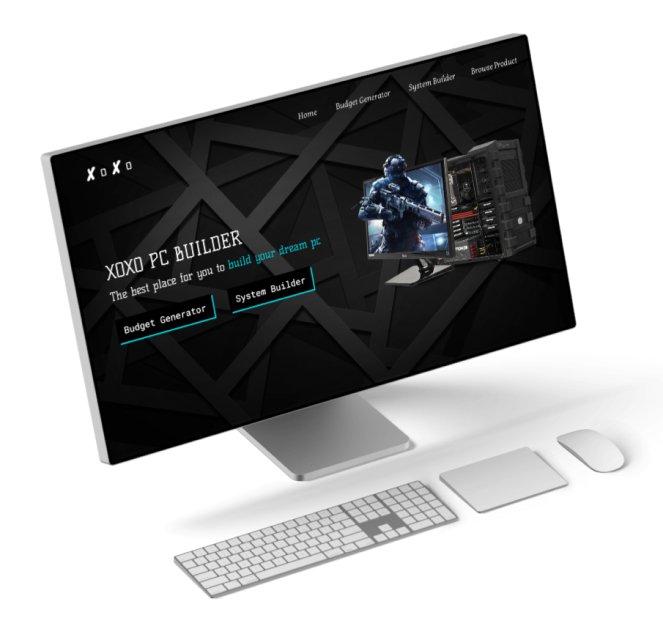 Home
Budget Generator
System Builder
Browse Product
XoXo
XOXO PC BUILDER
The best place for you to build your dream pc
Budget Generator
System Builder